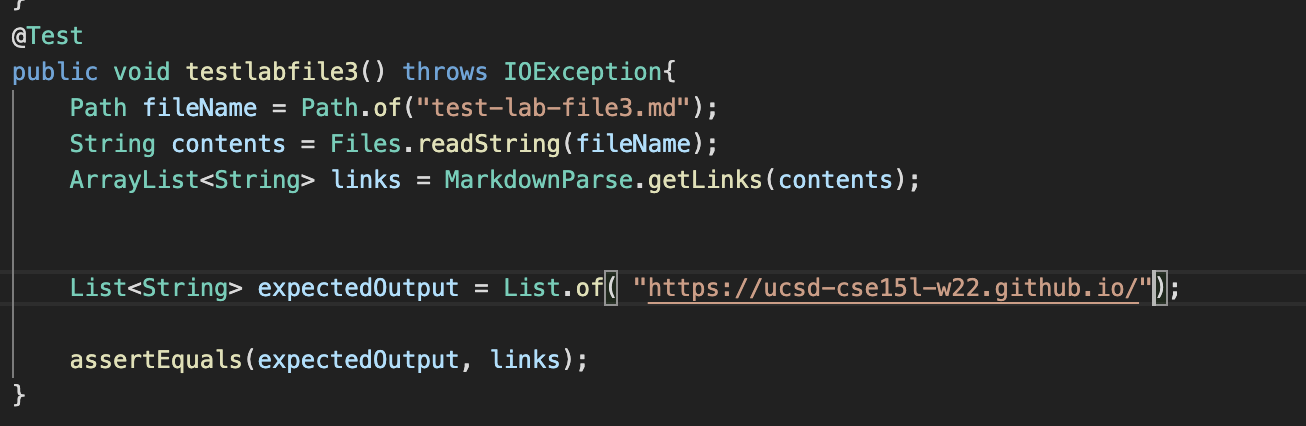 }
@Test
public void testlabfile3() throws IOException{
Path fileName = Path.of("test-lab-file3.md");
String contents = Files.readString(fileName);
ArrayList<String> links = MarkdownParse.getLinks(contents);
List<String> expectedOutput = List.of( "https://ucsd-cse15l-w22.github.io/");
assertEquals(expectedOutput, links);
}